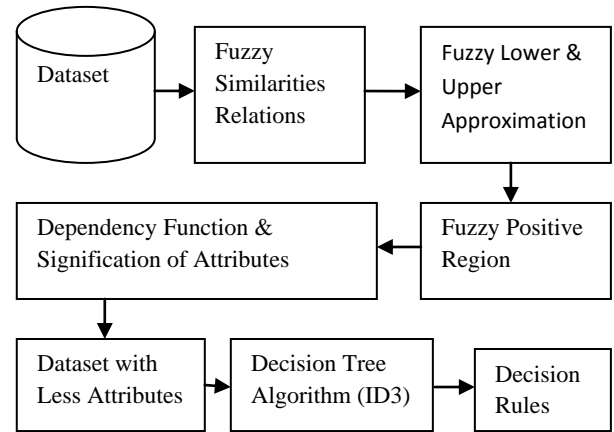 Dataset
Fuzzy
Similarities
Relations
Fuzzy Lower &
Upper
Approximation
Dependency Function &
Signification of Attributes
Fuzzy Positive
Region
Dataset with
Less Attributes
Decision Tree
Algorithm (ID3)
Decision
Rules